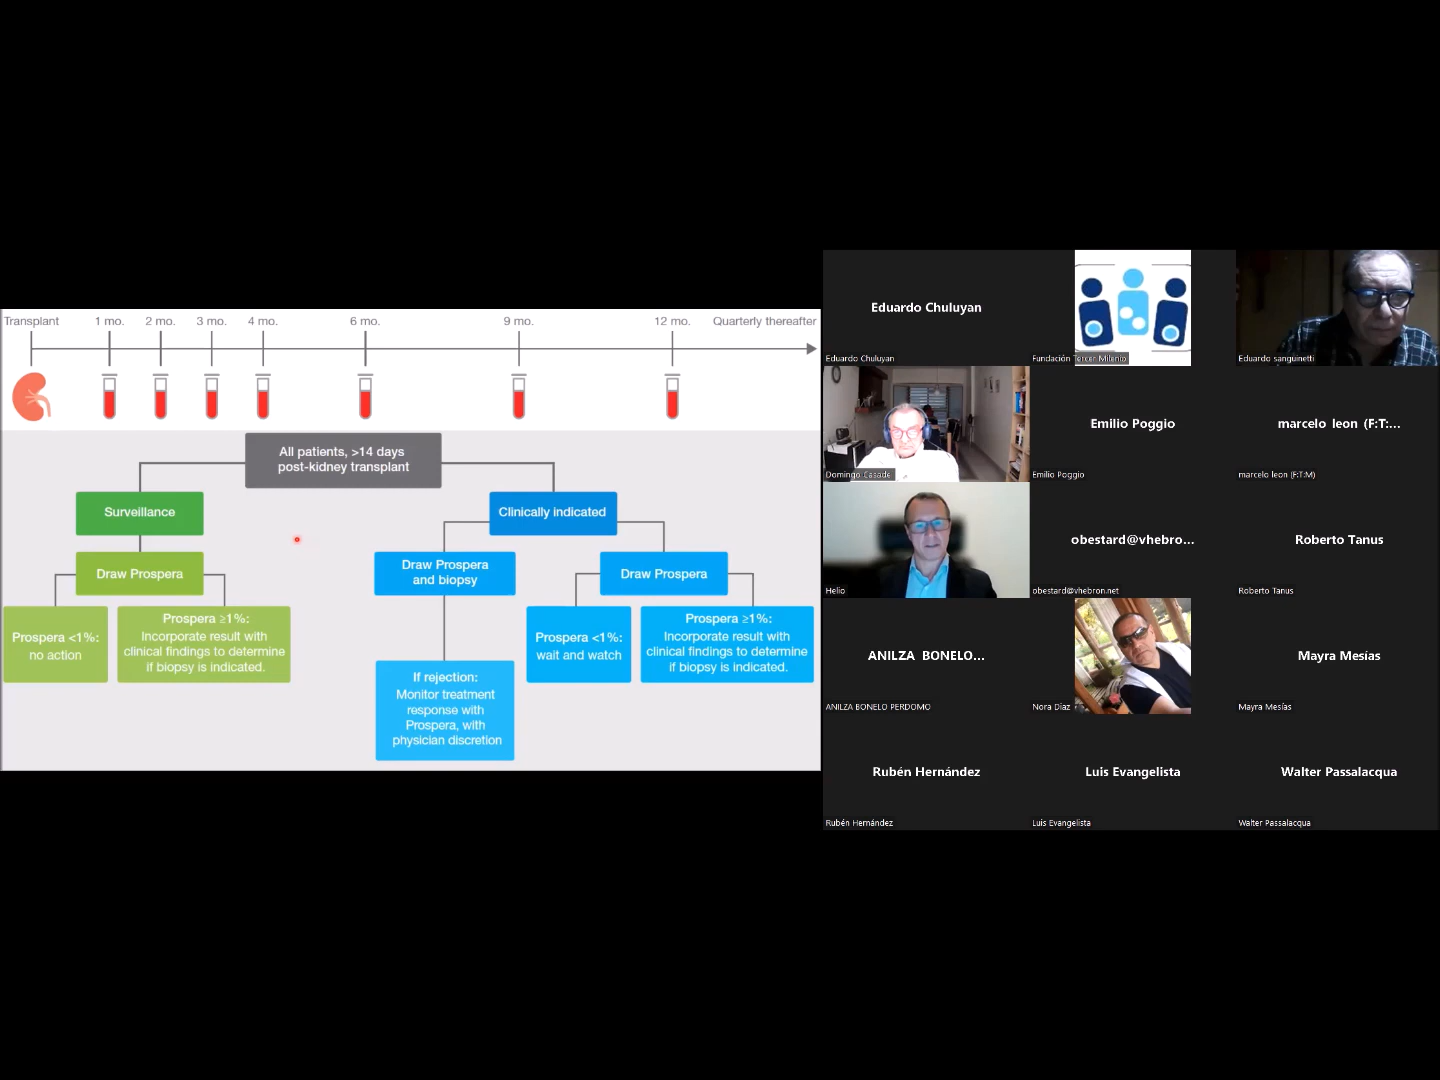 Transplant
1 mo.
2 mo.
3 mo.
4 mo.
6 mo.
9 mo.
12 mo.
Quarterly thereafter
All patients, >14 days
post-kidney transplant
Surveillance
Draw Prospera
Prospera <1%:
no action
Prospera ≥1%:
Incorporate result with
clinical findings to determine
if biopsy is indicated.
Clinically indicated
Draw Prospera
and biopsy
If rejection:
Monitor treatment
response with
Prospera, with
physician discretion
Draw Prospera
Prospera <1%:
wait and watch
Prospera ≥1%:
Incorporate result with
clinical findings to determine
if biopsy is indicated.
Eduardo Chuluyan
Eduardo Chuluyan
Fundación Tercer Milenio
Eduardo sangüinetti
Domingo Casade
Emilio Poggio
Emilio Poggio
marcelo leon (F:T:...
marcelo leon (F:T:M)
Helio
obestard@vhebro...
obestard@vhebron.net
Roberto Tanus
Roberto Tanus
ANILZA BONELO...
ANILZA BONELO PERDOMO
Nora Diaz
Mayra Mesías
Mayra Mesías
Rubén Hernández
Rubén Hernández
Luis Evangelista
Luis Evangelista
Walter Passalacqua
Walter Passalacqua